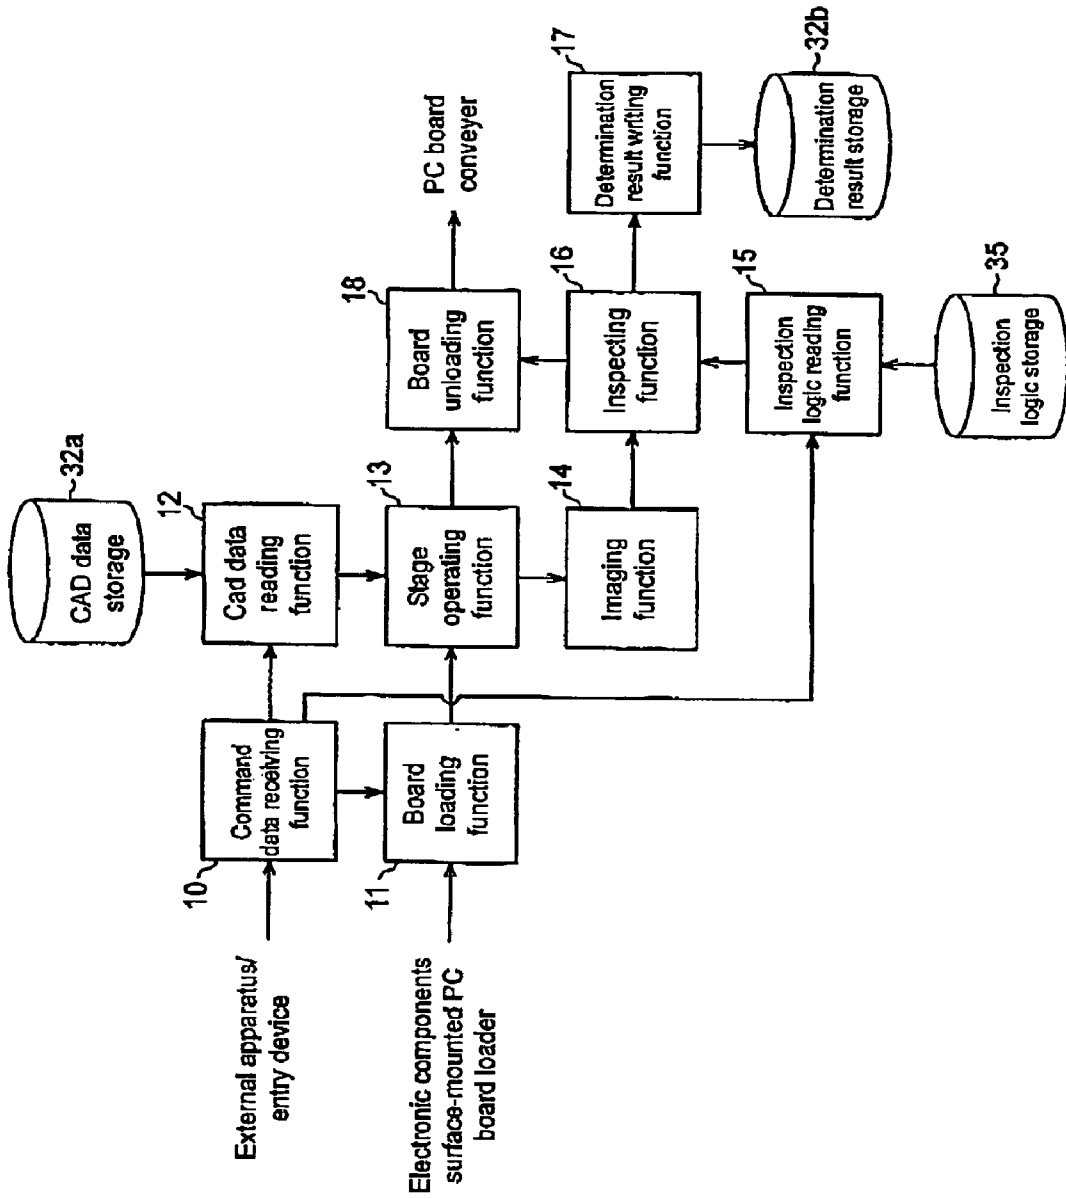 32a
CAD data
storage
12
Cad data
reading
function
10
Command
data receiving
function
External apparatus/
entry device
18
Board
unloading
function
PC board
conveyer
13
Stage
operating
function
11
Board
loading
function
Electronic components
surface-mounted PC
board loader
17
Determination
result writing
function
16
Inspecting
function
14
Imaging
function
32b
Determination
result storage
15
Inspection
logic reading
function
35
Inspection
logic storage